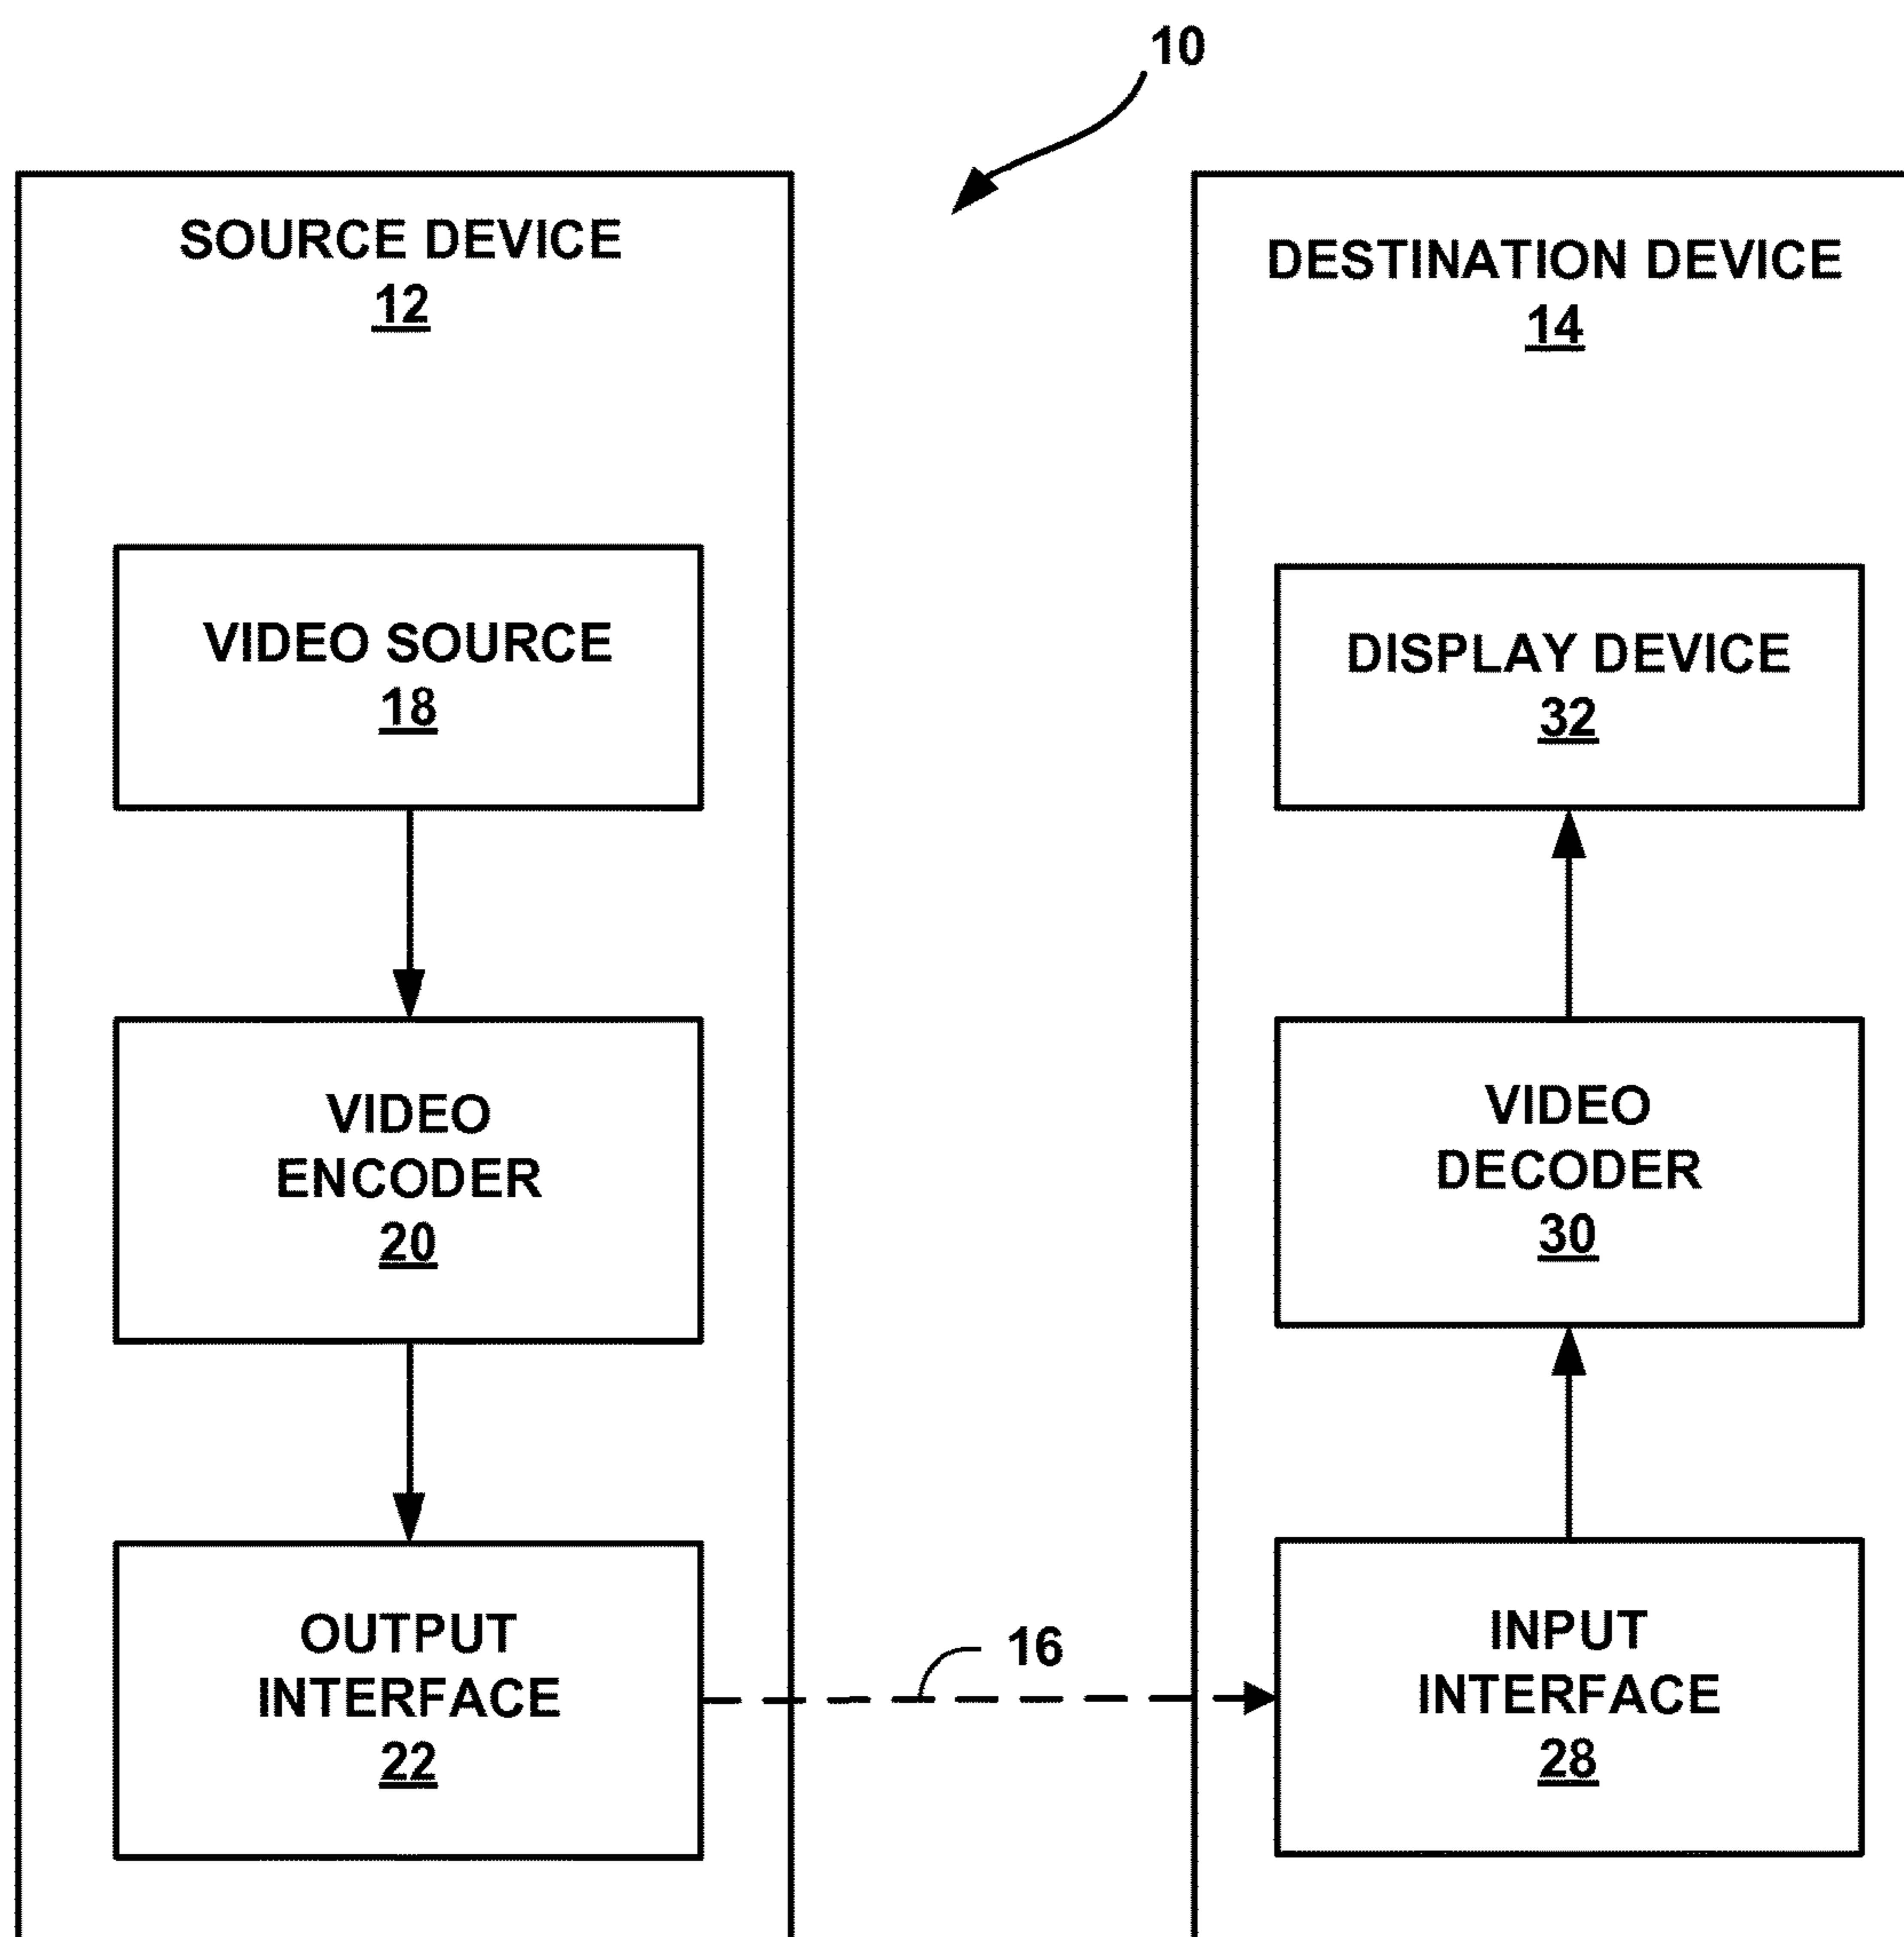 10
SOURCE DEVICE
12
VIDEO SOURCE
18
VIDEO
ENCODER
20
OUTPUT
INTERFACE
22
16
DESTINATION DEVICE
14
DISPLAY DEVICE
32
VIDEO
DECODER
30
INPUT
INTERFACE
28